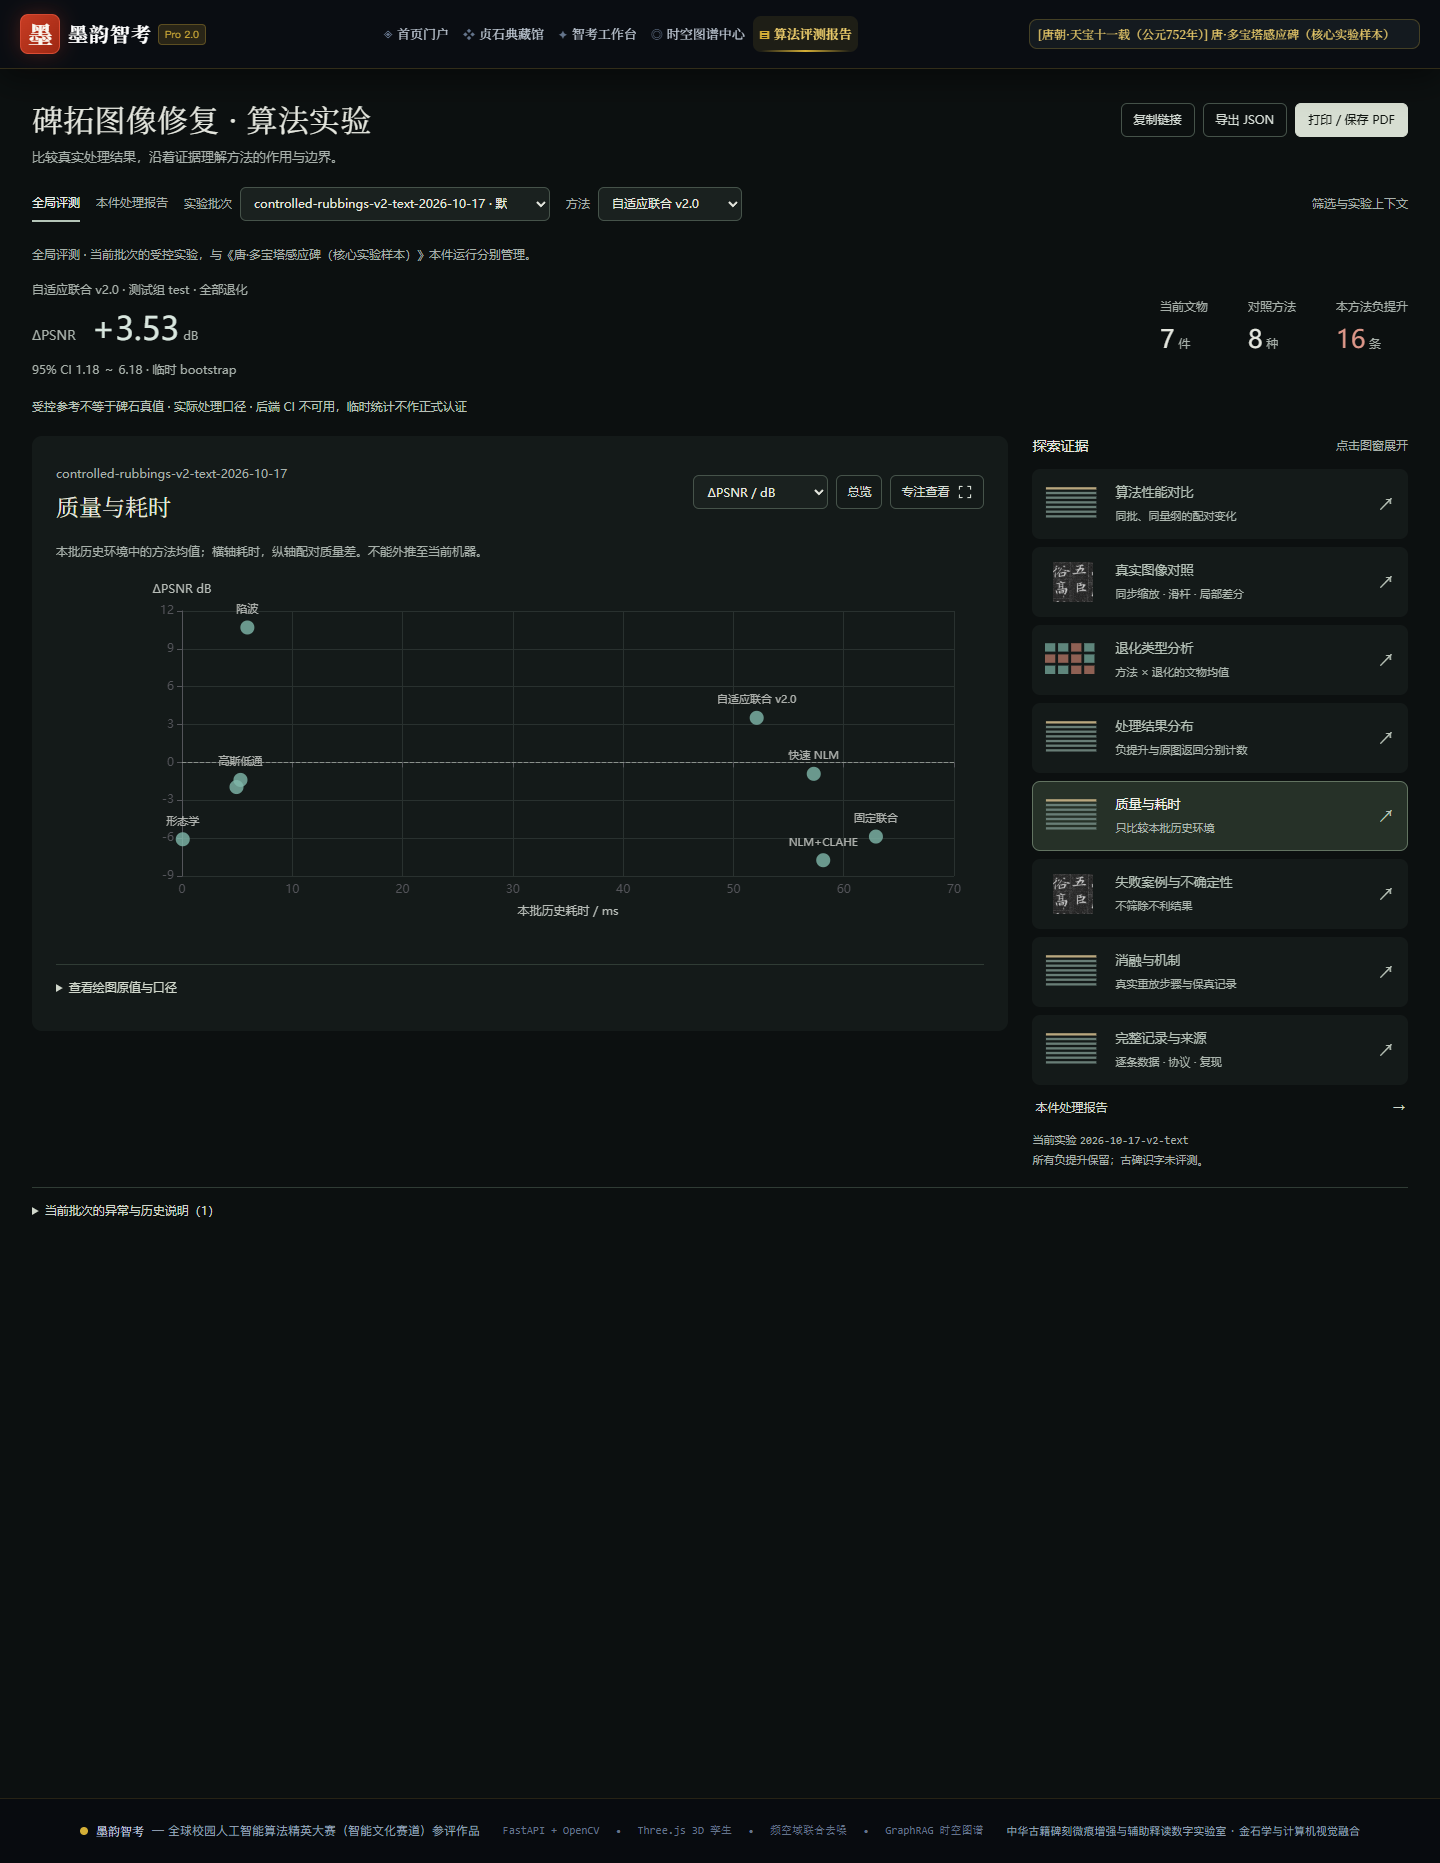 墨 墨韵智考 Pro 2.0
首页门户 贞石典藏馆 智考工作台 时空图谱中心 算法评测报告
[唐朝·天宝十一载（公元752年）] 唐·多宝塔感应碑（核心实验样本）
碑拓图像修复 · 算法实验
复制链接 导出 JSON 打印 / 保存 PDF
比较真实处理结果，沿着证据理解方法的作用与边界。
全局评测 本件处理报告 实验批次 controlled-rubbings-v2-text-2026-10-17 · 默 方法 自适应联合 v2.0 筛选与实验上下文
全局评测 · 当前批次的受控实验，与《唐·多宝塔感应碑（核心实验样本）》本件运行分别管理。
自适应联合 v2.0 · 测试组 test · 全部退化
ΔPSNR +3.53 dB
95% CI 1.18 ～ 6.18 · 临时 bootstrap
当前文物 对照方法 本方法负提升
7 件 8 种 16 条
受控参考不等于碑石真值 · 实际处理口径 · 后端 CI 不可用，临时统计不作正式认证
controlled-rubbings-v2-text-2026-10-17
质量与耗时
ΔPSNR / dB 总览 专注查看
本批历史环境中的方法均值；横轴耗时，纵轴配对质量差。不能外推至当前机器。
ΔPSNR dB
12
9
6
3
0
-3
-6
-9
陷波
自适应联合 v2.0
快速 NLM
高斯低通
形态学
固定联合
NLM+CLAHE
0 10 20 30 40 50 60 70
本批历史耗时 / ms
查看绘图原值与口径
探索证据 点击图窗展开
算法性能对比
同批、同量纲的配对变化
真实图像对照
同步缩放 · 滑杆 · 局部差分
退化类型分析
方法 × 退化的文物均值
处理结果分布
负提升与原图返回分别计数
质量与耗时
只比较本批历史环境
失败案例与不确定性
不筛除不利结果
消融与机制
真实重放步骤与保真记录
完整记录与来源
逐条数据 · 协议 · 复现
本件处理报告 →
当前实验 2026-10-17-v2-text
所有负提升保留；古碑识字未评测。
当前批次的异常与历史说明（1）
墨韵智考 — 全球校园人工智能算法精英大赛（智能文化赛道）参评作品 FastAPI + OpenCV • Three.js 3D 孪生 • 频空域联合去噪 • GraphRAG 时空图谱 中华古籍碑刻微痕增强与辅助释读数字实验室 · 金石学与计算机视觉融合